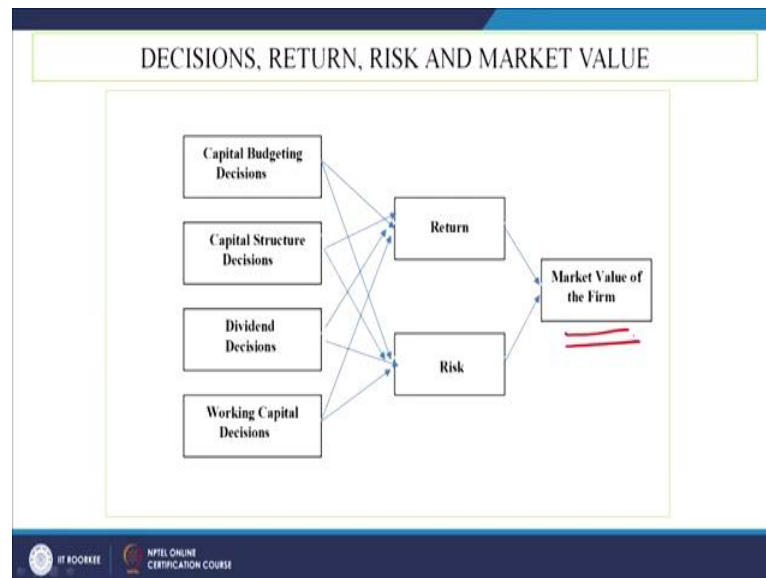 DECISIONS, RETURN, RISK AND MARKET VALUE
Capital Budgeting
Decisions
Capital Structure
Decisions
Dividend
Decisions
Working Capital
Decisions
Return
Risk
Market Value of
the Firm
IIT ROORKEE
NPTEL ONLINE
CERTIFICATION COURSE